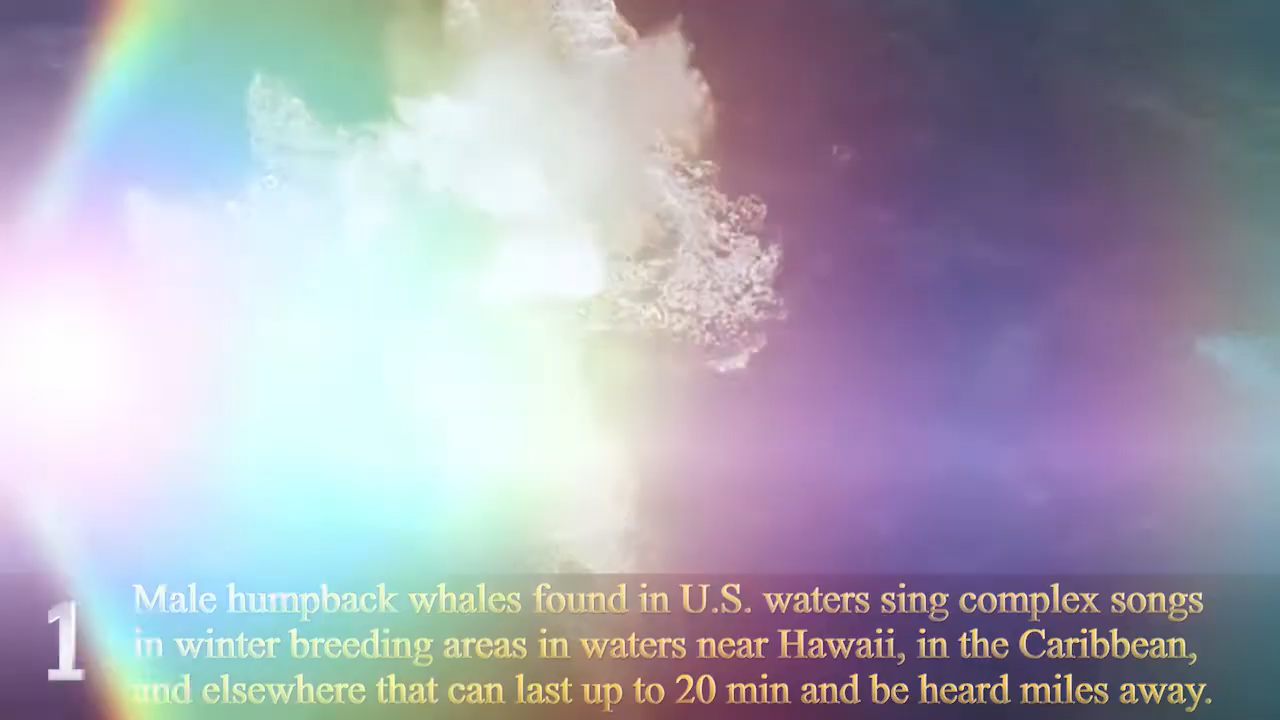 1
Male humpback whales found in U.S. waters sing complex songs
in winter breeding areas in waters near Hawaii, in the Caribbean,
and elsewhere that can last up to 20 min and be heard miles away.